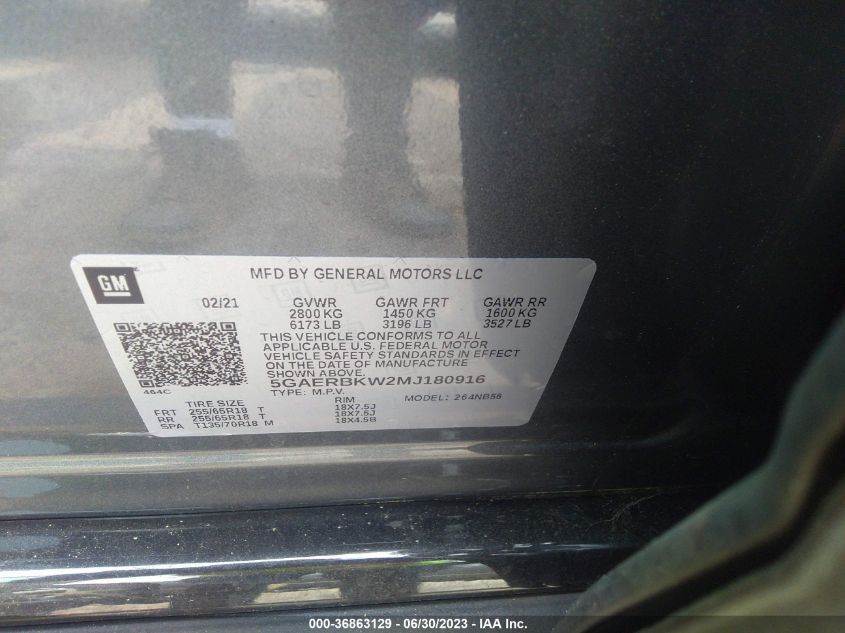 GM
MFD BY GENERAL MOTORS LLC
02/21 GVWR GAWR FRT GAWR RR
2800 KG 1450 KG 1600 KG
6173 LB 3196 LB 3527 LB
THIS VEHICLE CONFORMS TO ALL
APPLICABLE U.S. FEDERAL MOTOR
VEHICLE SAFETY STANDARDS IN EFFECT
ON THE DATE OF MANUFACTURE
SHOWN ABOVE.
5GAERBKW2MJ180916
464C
TYPE: M.P.V. MODEL: 264NB56
TIRE SIZE RIM
FRT 255/65R18 T 18X7.5J
RR 255/65R18 T 18X7.5J
SPA T135/70R18 M 18X4.5B
000-36863129 - 06/30/2023 - IAA Inc.